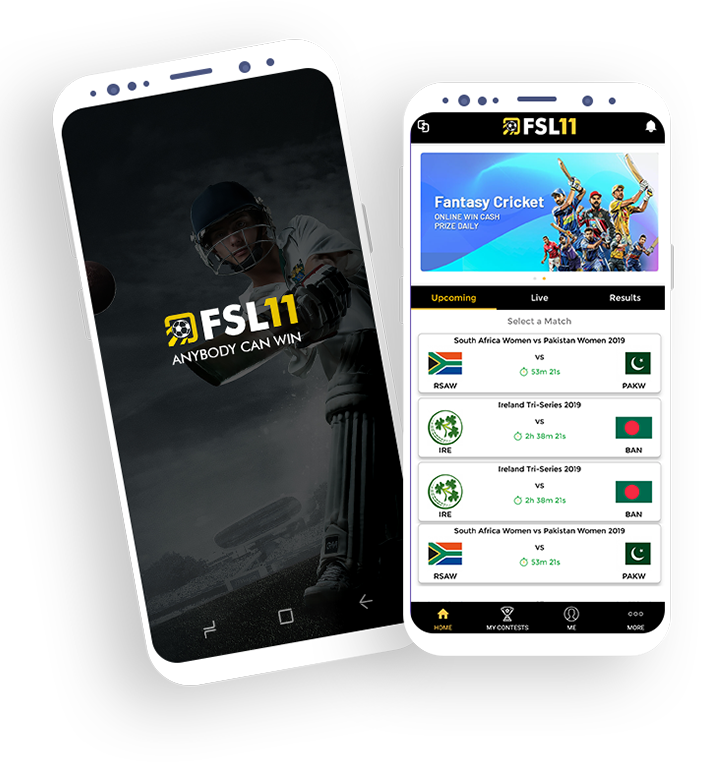 FSL11
ANYBODY CAN WIN
FSL11
Fantasy Cricket
ONLINE WIN CASH
PRIZE DAILY
Upcoming Live Results
Select a Match
South Africa Women vs Pakistan Women 2019
VS
53m 21s
RSAW PAKW
Ireland Tri-Series 2019
VS
2h 38m 21s
IRE BAN
Ireland Tri-Series 2019
VS
2h 38m 21s
IRE BAN
South Africa Women vs Pakistan Women 2019
VS
53m 21s
RSAW PAKW
HOME MY CONTESTS ME MORE